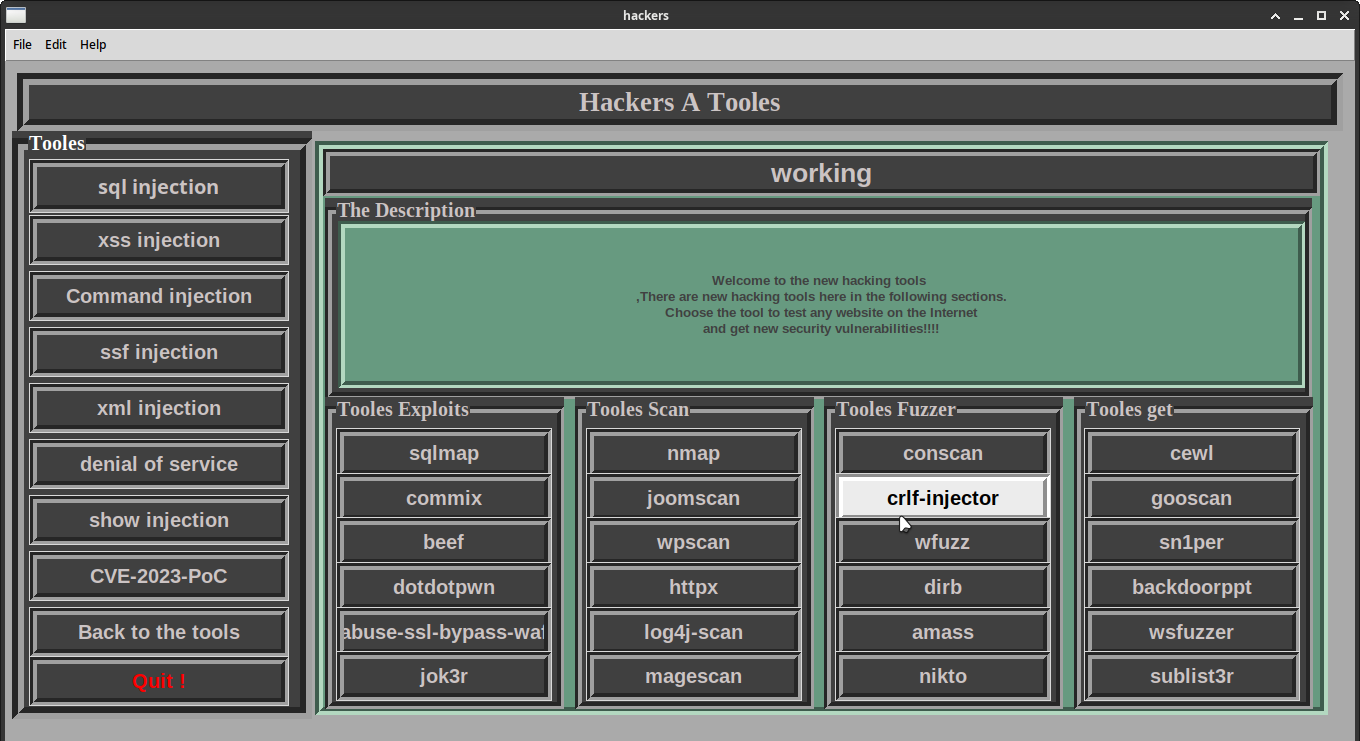 hackers
File Edit Help
Hackers A Tooles
Tooles
sql injection
xss injection
Command injection
ssf injection
xml injection
denial of service
show injection
CVE-2023-PoC
Back to the tools
Quit !
working
The Description
Welcome to the new hacking tools
,There are new hacking tools here in the following sections.
Choose the tool to test any website on the Internet
and get new security vulnerabilities!!!!
Tooles Exploits
sqlmap
commix
beef
dotdotpwn
abuse-ssl-bypass-waf
jok3r
Tooles Scan
nmap
joomscan
wpscan
httpx
log4j-scan
magescan
Tooles Fuzzer
conscan
crlf-injector
wfuzz
dirb
amass
nikto
Tooles get
cewl
gooscan
sn1per
backdoorppt
wsfuzzer
sublist3r